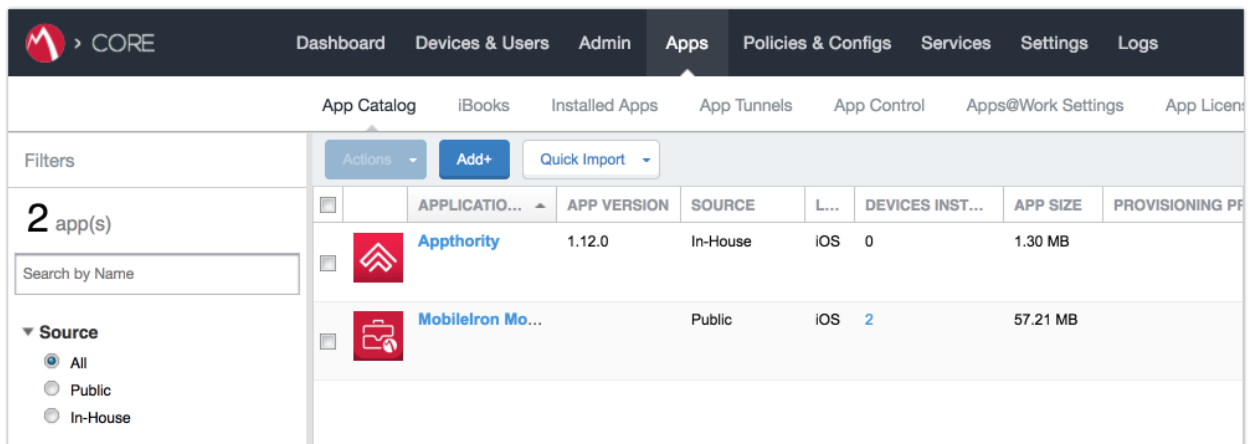 › CORE Dashboard Devices & Users Admin Apps Policies & Configs Services Settings Logs
App Catalog iBooks Installed Apps App Tunnels App Control Apps@Work Settings App Licens
Filters
Actions Add+ Quick Import
2 app(s)
Search by Name
Source
All
Public
In-House
APPLICATIO... APP VERSION SOURCE L... DEVICES INST... APP SIZE PROVISIONING PR
Appthority 1.12.0 In-House iOS 0 1.30 MB
MobileIron Mo... Public iOS 2 57.21 MB